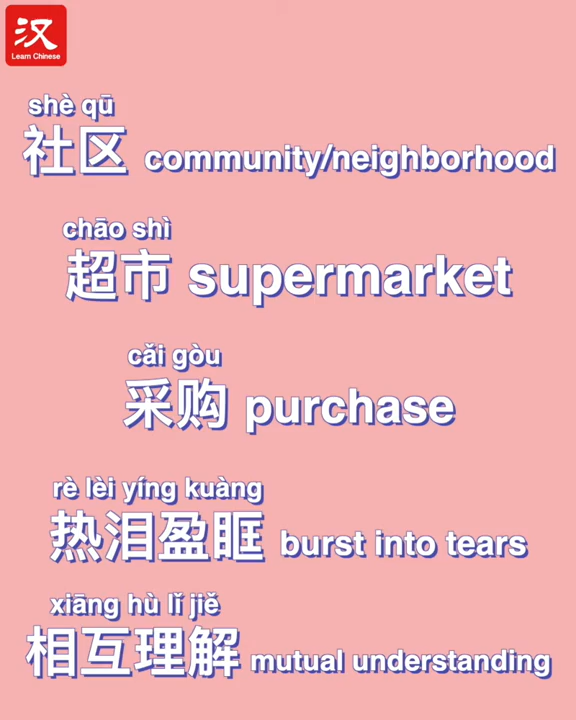 汉
Learn Chinese
shè qū
社区 community/neighborhood
chāo shì
超市 supermarket
cǎi gòu
采购 purchase
rè lèi yíng kuàng
热泪盈眶 burst into tears
xiāng hù lǐ jiě
相互理解 mutual understanding